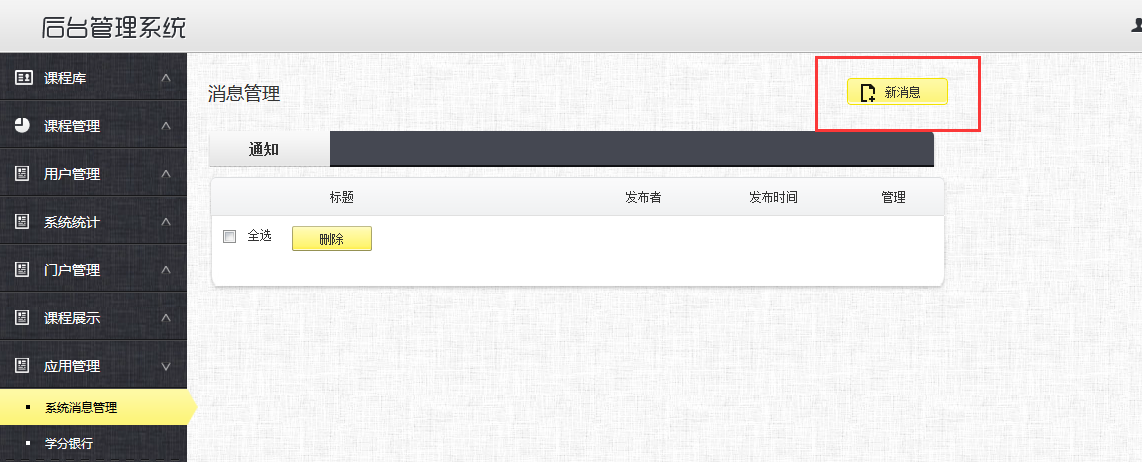 后台管理系统
课程库
课程管理
用户管理
系统统计
门户管理
课程展示
应用管理
系统消息管理
学分银行
消息管理
新消息
通知
标题 发布者 发布时间 管理
全选 删除